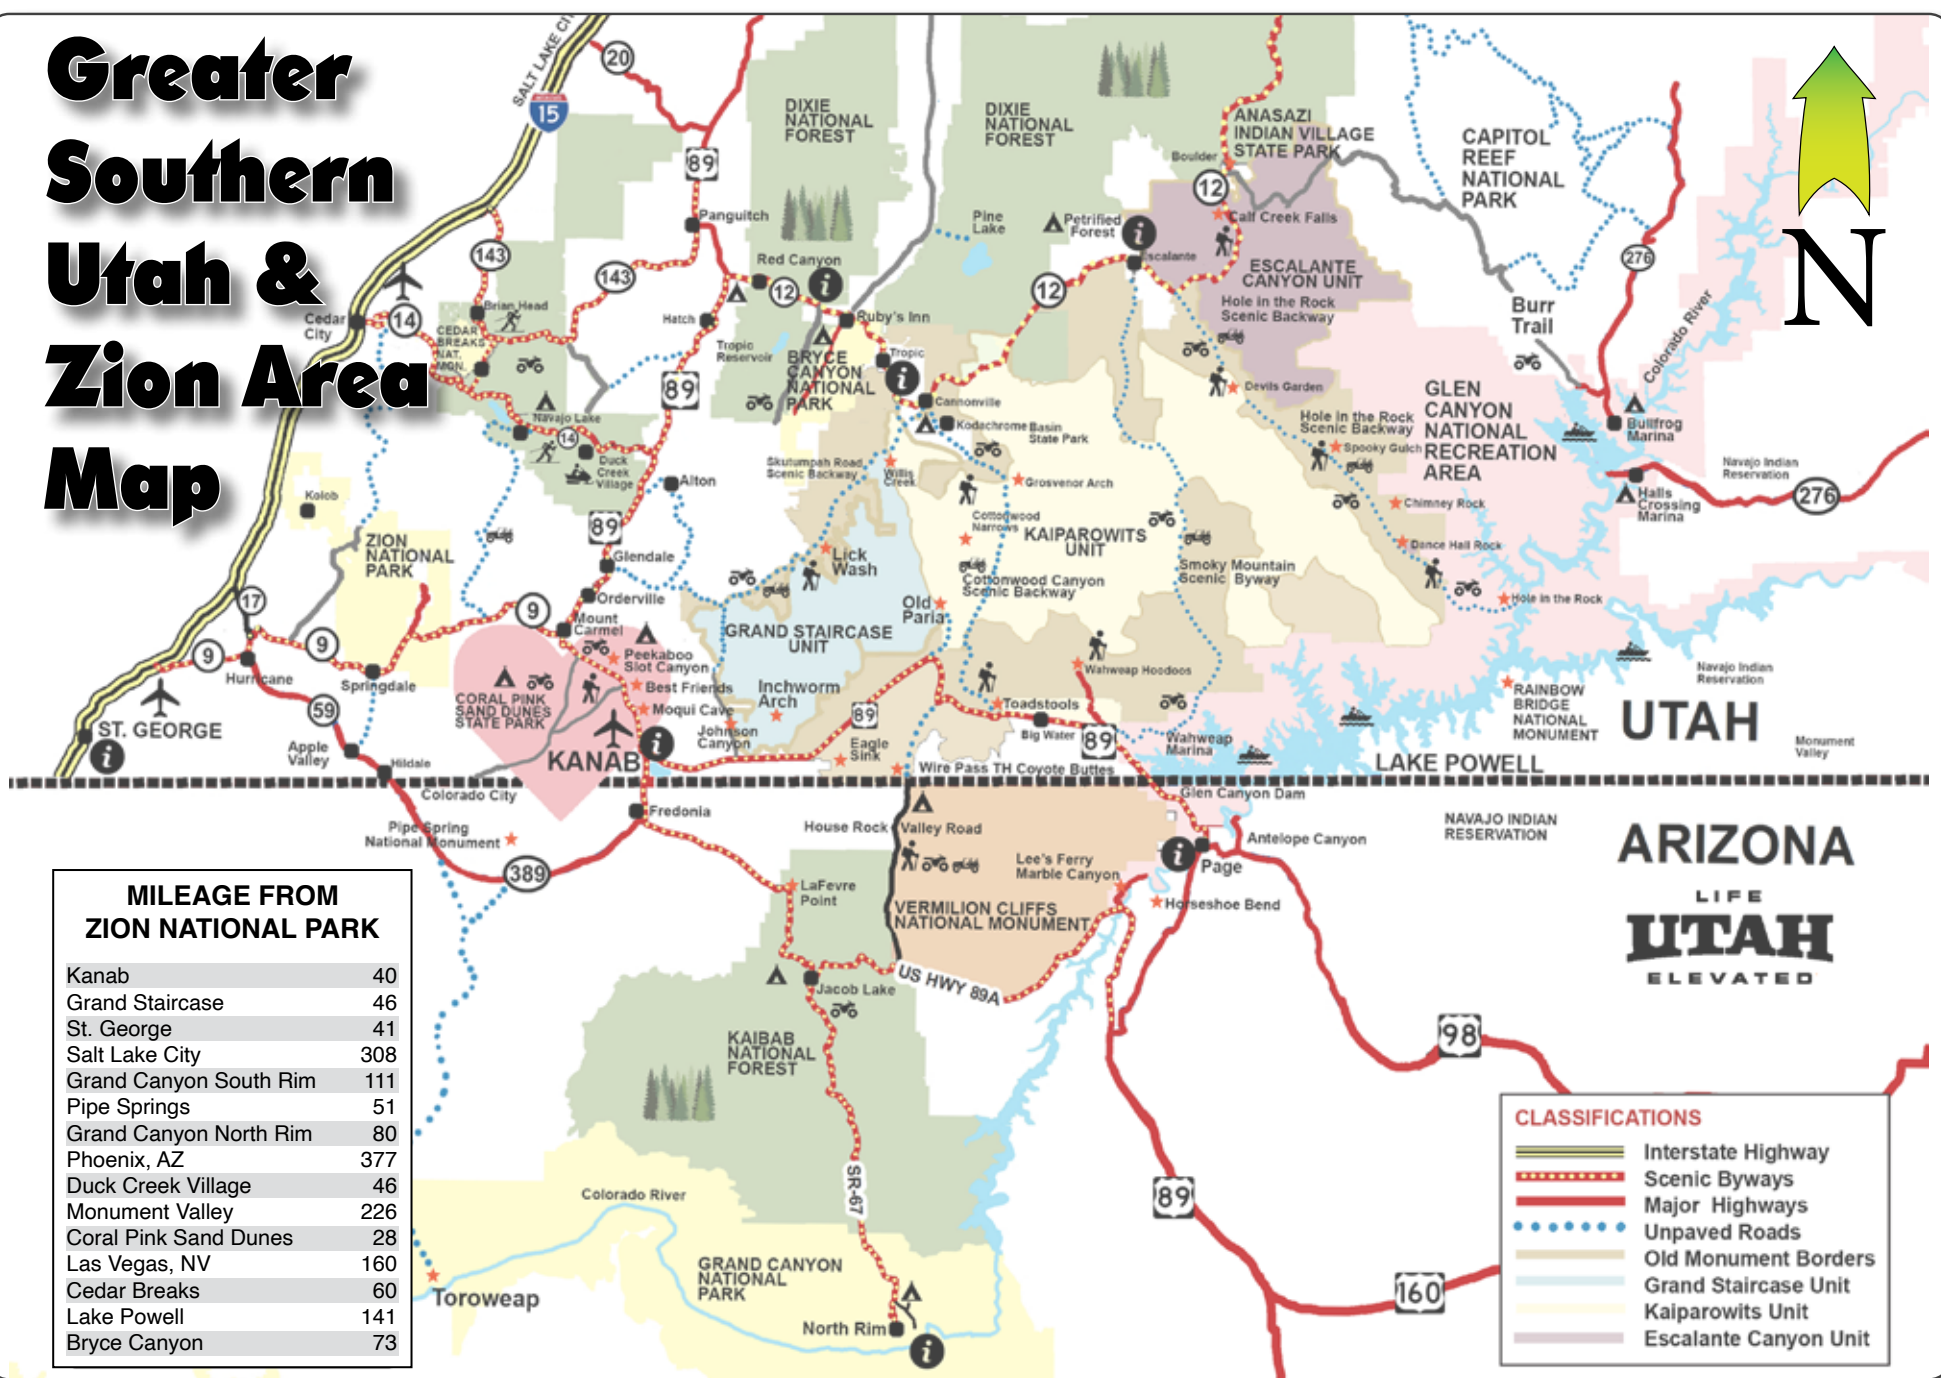 Greater
Southern
Utah &
Zion Area
Map
SALT LAKE CITY
15
20
89
DIXIE
NATIONAL
FOREST
DIXIE
NATIONAL
FOREST
ANASAZI
INDIAN VILLAGE
STATE PARK
Boulder
12
CAPITOL
REEF
NATIONAL
PARK
N
Panguitch
Pine
Lake
Petrified
Forest
Calf Creek Falls
Escalante
143
143
Red Canyon
12
12
ESCALANTE
CANYON UNIT
Hole in the Rock
Scenic Backway
276
Burr
Trail
Colorado River
Cedar
City
14
Brian Head
CEDAR
BREAKS
NAT.
MON.
Hatch
Ruby's Inn
Tropic
Reservoir
BRYCE
CANYON
NATIONAL
PARK
Tropic
89
Cannonville
Kodachrome Basin
State Park
Devils Garden
GLEN
CANYON
NATIONAL
RECREATION
AREA
Hole in the Rock
Scenic Backway
Spooky Gulch
Bullfrog
Marina
Navajo Lake
14
Duck
Creek
Village
Alton
Skutumpah Road
Scenic Backway
Willis
Creek
Grosvenor Arch
Chimney Rock
Halls
Crossing
Marina
Navajo Indian
Reservation
276
Kolob
ZION
NATIONAL
PARK
89
Glendale
Lick
Wash
Cottonwood
Narrows
KAIPAROWITS
UNIT
Cottonwood Canyon
Scenic Backway
Smoky Mountain
Scenic Byway
Dance Hall Rock
Hole in the Rock
17
9
9
9
Orderville
Mount
Carmel
Old
Paria
GRAND STAIRCASE
UNIT
Hurricane
Springdale
Peekaboo
Slot Canyon
Best Friends
Moqui Cave
CORAL PINK
SAND DUNES
STATE PARK
Inchworm
Arch
Johnson
Canyon
Wahweap Hoodoos
Navajo Indian
Reservation
RAINBOW
BRIDGE
NATIONAL
MONUMENT
UTAH
59
ST. GEORGE
Apple
Valley
Hildale
KANAB
89
Eagle
Sink
Toadstools
Big Water
89
Wahweap
Marina
LAKE POWELL
Monument
Valley
Wire Pass TH Coyote Buttes
Colorado City
Glen Canyon Dam
Fredonia
Pipe Spring
National Monument
389
House Rock
Valley Road
Lee's Ferry
Marble Canyon
Page
Antelope Canyon
NAVAJO INDIAN
RESERVATION
ARIZONA
Horseshoe Bend
LaFevre
Point
VERMILION CLIFFS
NATIONAL MONUMENT
US HWY 89A
LIFE
UTAH
ELEVATED
Jacob Lake
KAIBAB
NATIONAL
FOREST
98
SR-67
89
160
Colorado River
GRAND CANYON
NATIONAL
PARK
North Rim
Toroweap
MILEAGE FROM
ZION NATIONAL PARK
Kanab 40
Grand Staircase 46
St. George 41
Salt Lake City 308
Grand Canyon South Rim 111
Pipe Springs 51
Grand Canyon North Rim 80
Phoenix, AZ 377
Duck Creek Village 46
Monument Valley 226
Coral Pink Sand Dunes 28
Las Vegas, NV 160
Cedar Breaks 60
Lake Powell 141
Bryce Canyon 73
CLASSIFICATIONS
Interstate Highway
Scenic Byways
Major Highways
Unpaved Roads
Old Monument Borders
Grand Staircase Unit
Kaiparowits Unit
Escalante Canyon Unit